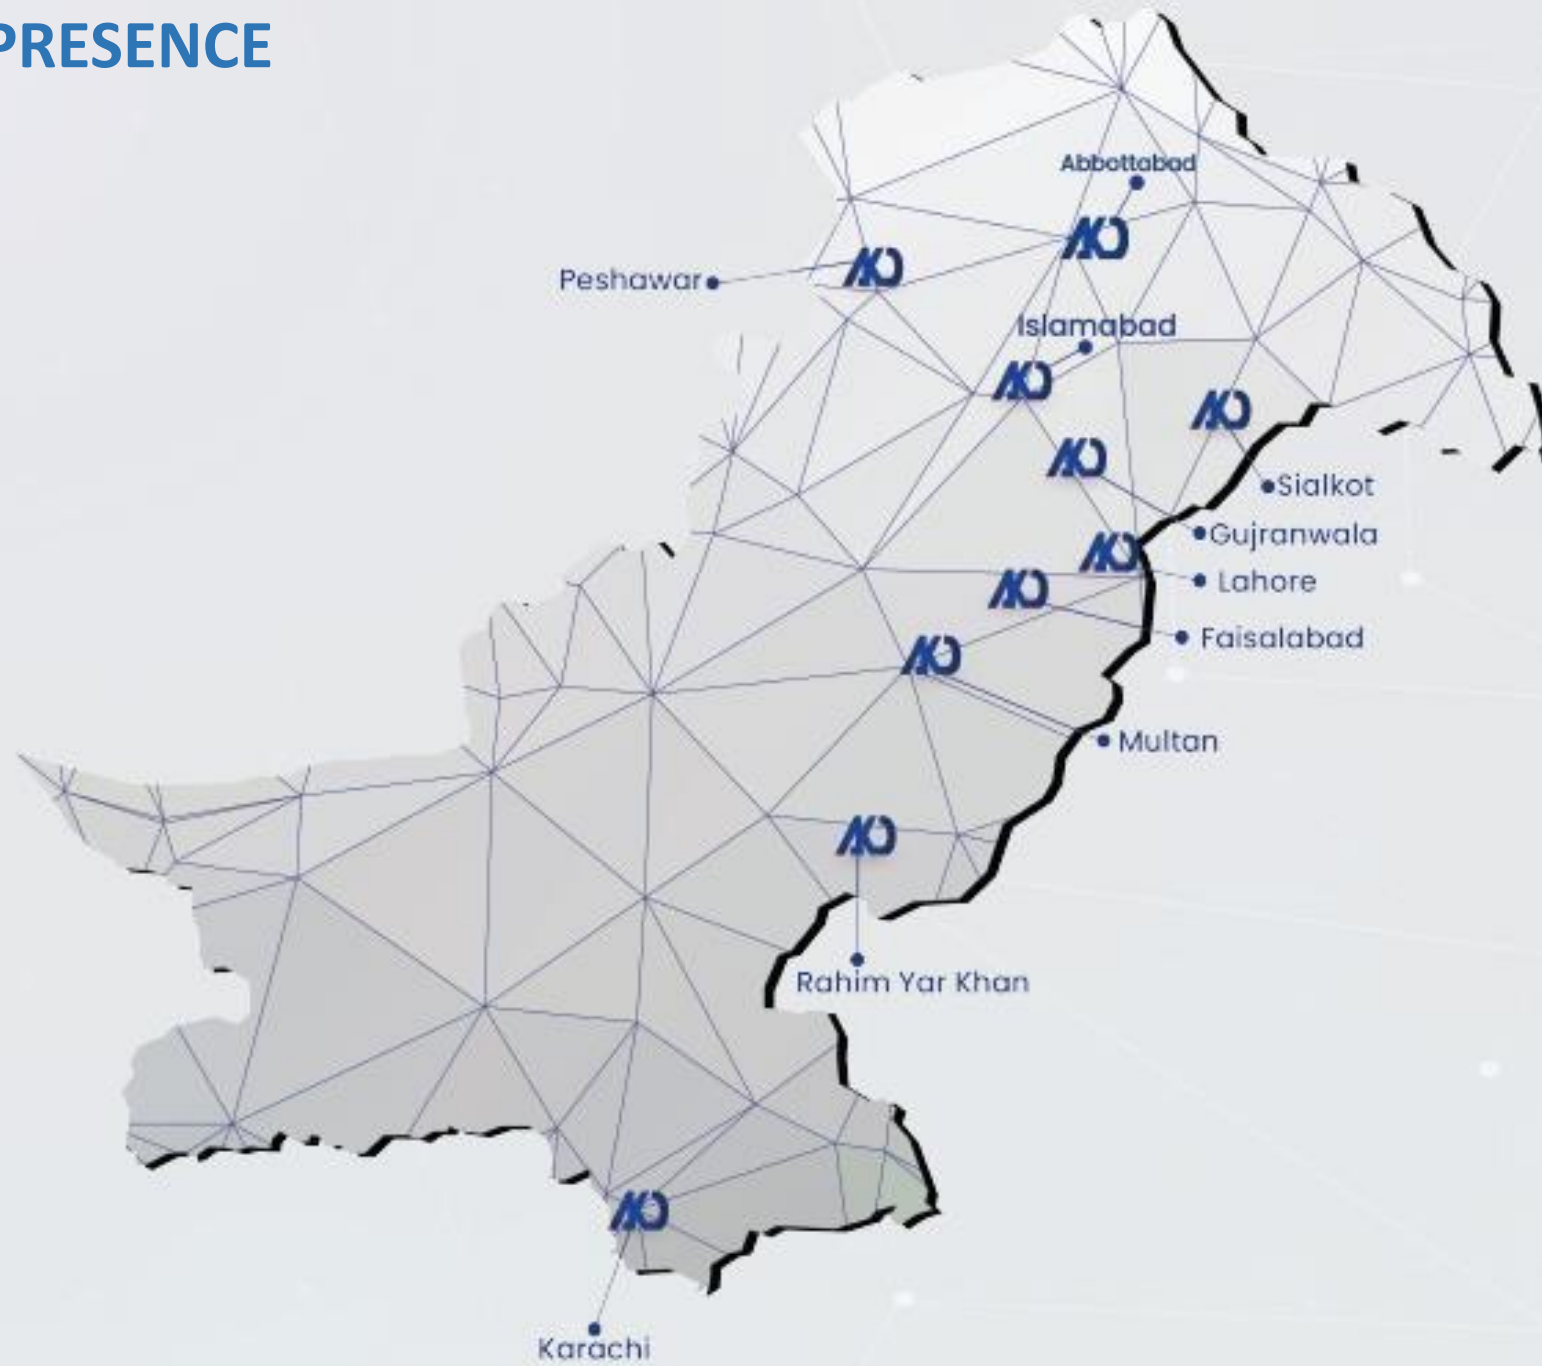 PRESENCE
Abbottabad
Peshawar
Islamabad
Sialkot
Gujranwala
Lahore
Faisalabad
Multan
Rahim Yar Khan
Karachi